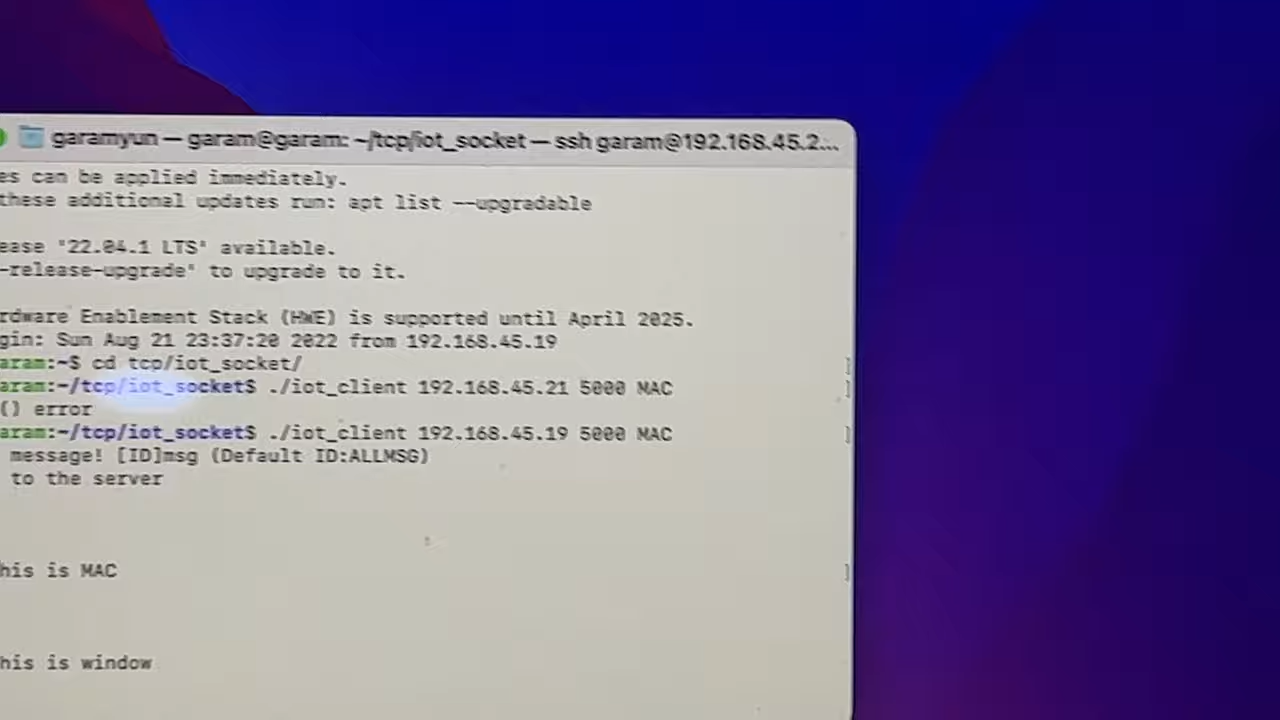 garamyun — garam@garam: ~/tcp/iot_socket — ssh garam@192.168.45.2...
es can be applied immediately.
these additional updates run: apt list --upgradable
ease '22.04.1 LTS' available.
-release-upgrade' to upgrade to it.
rdware Enablement Stack (HWE) is supported until April 2025.
gin: Sun Aug 21 23:37:20 2022 from 192.168.45.19
aram:~$ cd tcp/iot_socket/ ]
aram:~/tcp/iot_socket$ ./iot_client 192.168.45.21 5000 MAC ]
() error
aram:~/tcp/iot_socket$ ./iot_client 192.168.45.19 5000 MAC ]
message! [ID]msg (Default ID:ALLMSG)
to the server
his is MAC ]
his is window